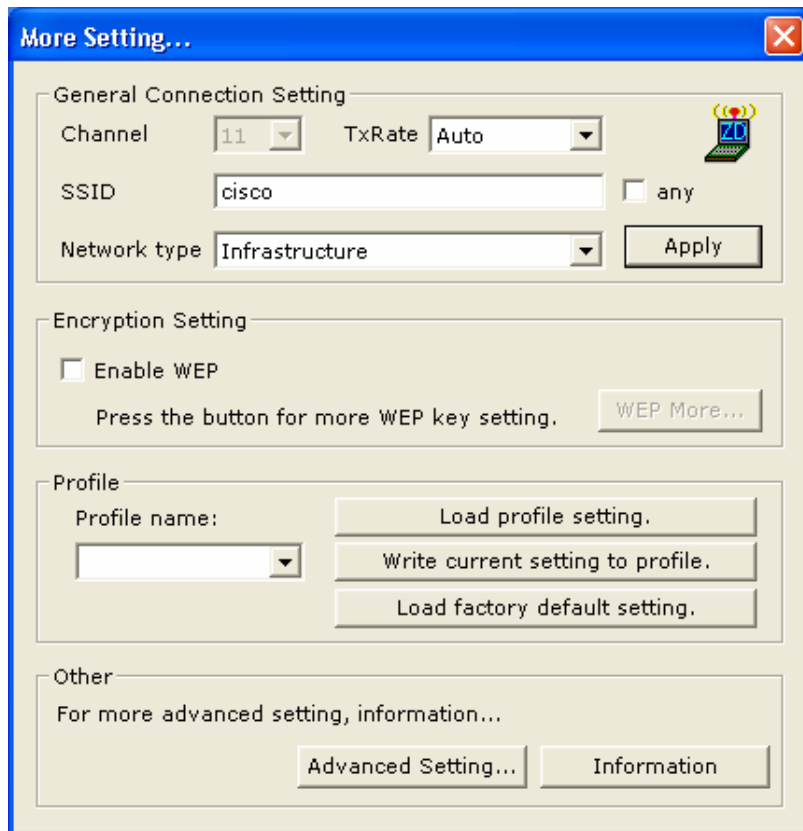 More Setting...
General Connection Setting
Channel 11 TxRate Auto
ZD
SSID cisco any
Network type Infrastructure Apply
Encryption Setting
Enable WEP
Press the button for more WEP key setting. WEP More...
Profile
Profile name: Load profile setting.
Write current setting to profile.
Load factory default setting.
Other
For more advanced setting, information...
Advanced Setting... Information